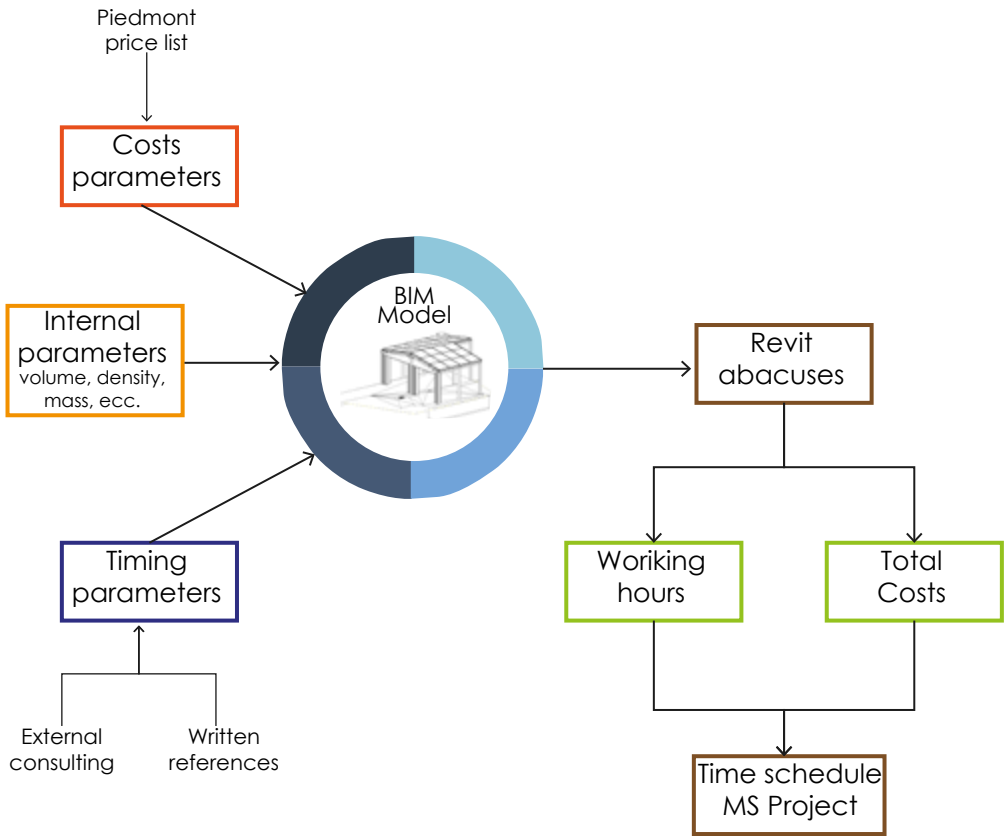 Piedmont
price list
Costs
parameters
Internal
parameters
volume, density,
mass, ecc.
Timing
parameters
External
consulting
Written
references
BIM
Model
Revit
abacuses
Woriking
hours
Total
Costs
Time schedule
MS Project